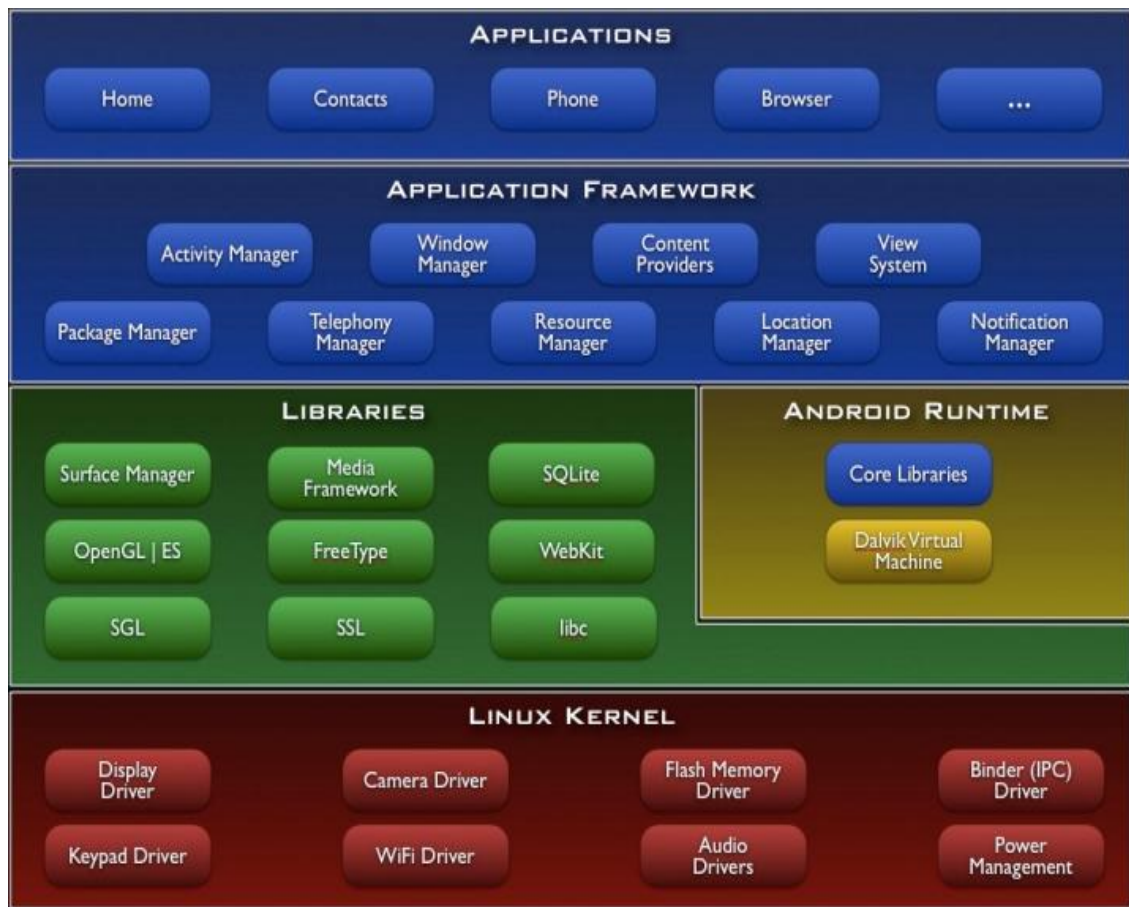 APPLICATIONS
Home
Contacts
Phone
Browser
...
APPLICATION FRAMEWORK
Activity Manager
Window
Manager
Content
Providers
View
System
Package Manager
Telephony
Manager
Resource
Manager
Location
Manager
Notification
Manager
LIBRARIES
Surface Manager
Media
Framework
SQLite
OpenGL | ES
FreeType
WebKit
SGL
SSL
libc
ANDROID RUNTIME
Core Libraries
Dalvik Virtual
Machine
LINUX KERNEL
Display
Driver
Camera Driver
Flash Memory
Driver
Binder (IPC)
Driver
Keypad Driver
WiFi Driver
Audio
Drivers
Power
Management